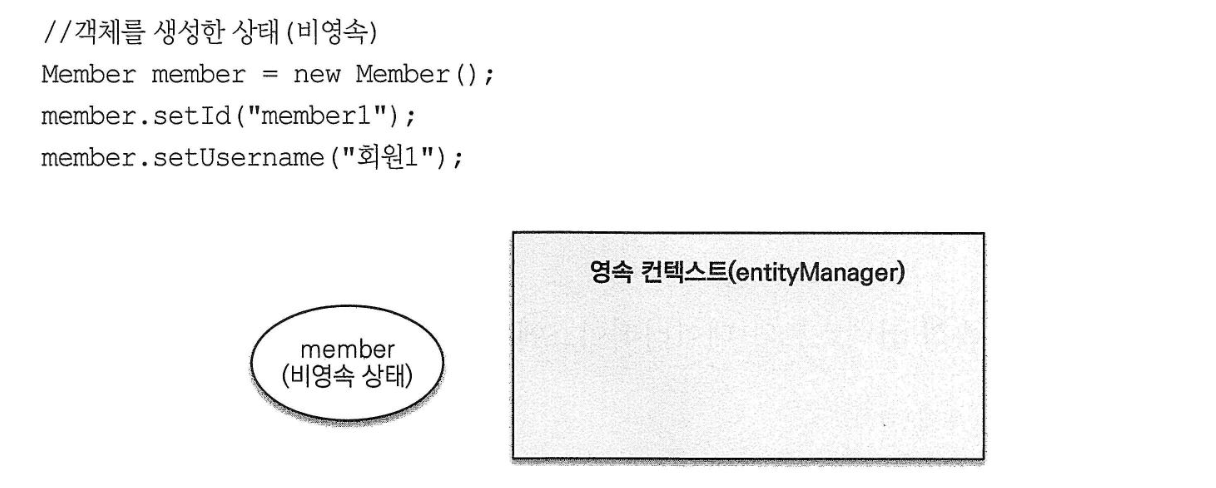 //객체를 생성한 상태(비영속)
Member member = new Member();
member.setId("member1");
member.setUsername("회원1");
영속 컨텍스트(entityManager)
member
(비영속 상태)